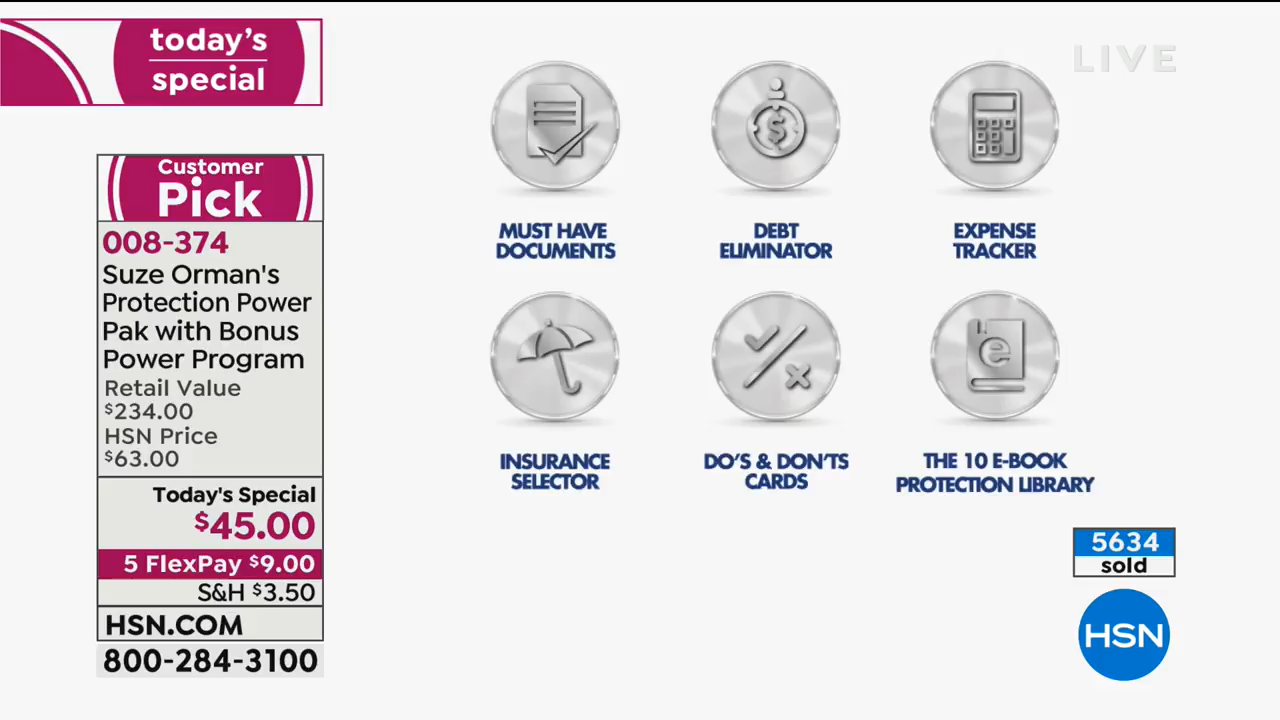 today's
special
LIVE
Customer
Pick
008-374
Suze Orman's
Protection Power
Pak with Bonus
Power Program
Retail Value
$234.00
HSN Price
$63.00
Today's Special
$45.00
5 FlexPay $9.00
S&H $3.50
HSN.COM
800-284-3100
$
MUST HAVE
DOCUMENTS
DEBT
ELIMINATOR
EXPENSE
TRACKER
e
INSURANCE
SELECTOR
DO'S & DON'TS
CARDS
THE 10 E-BOOK
PROTECTION LIBRARY
5634
sold
HSN